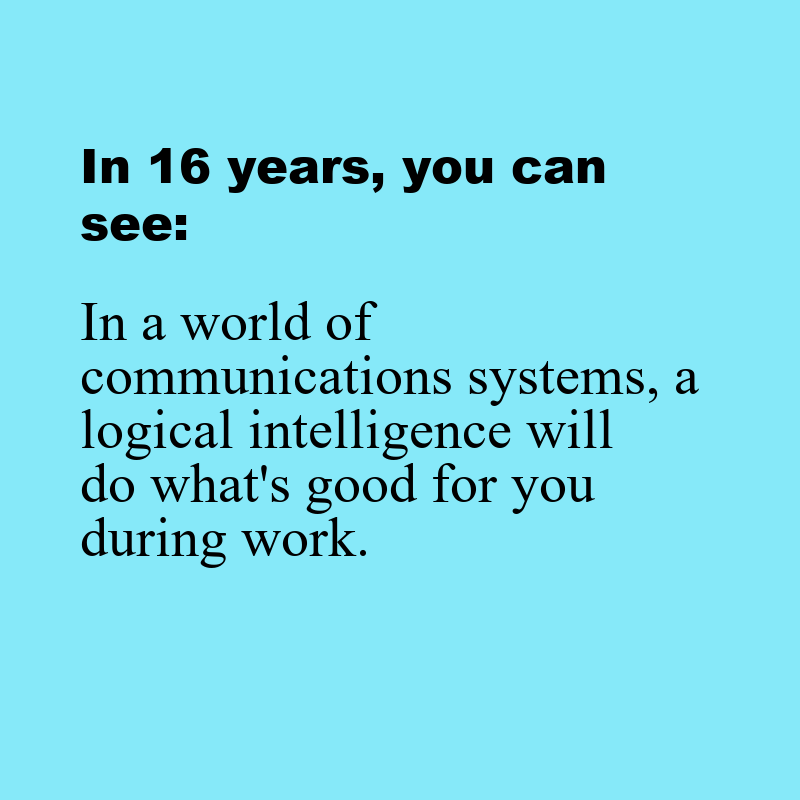 In 16 years, you can
see:
In a world of
communications systems, a
logical intelligence will
do what's good for you
during work.